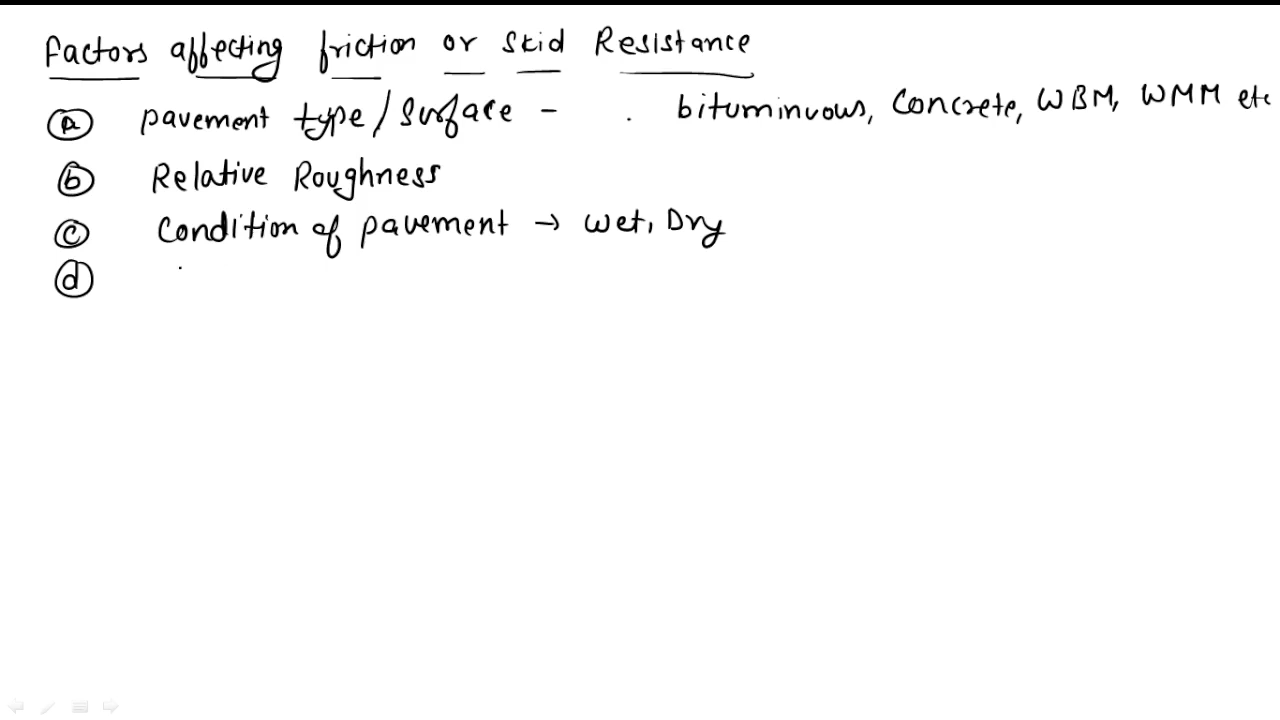 Factors affecting friction or skid Resistance
(a) pavement type/surface - bituminuous, Concrete, WBM, WMM etc
(b) Relative Roughness
(c) Condition of pavement → Wet, Dry
(d)